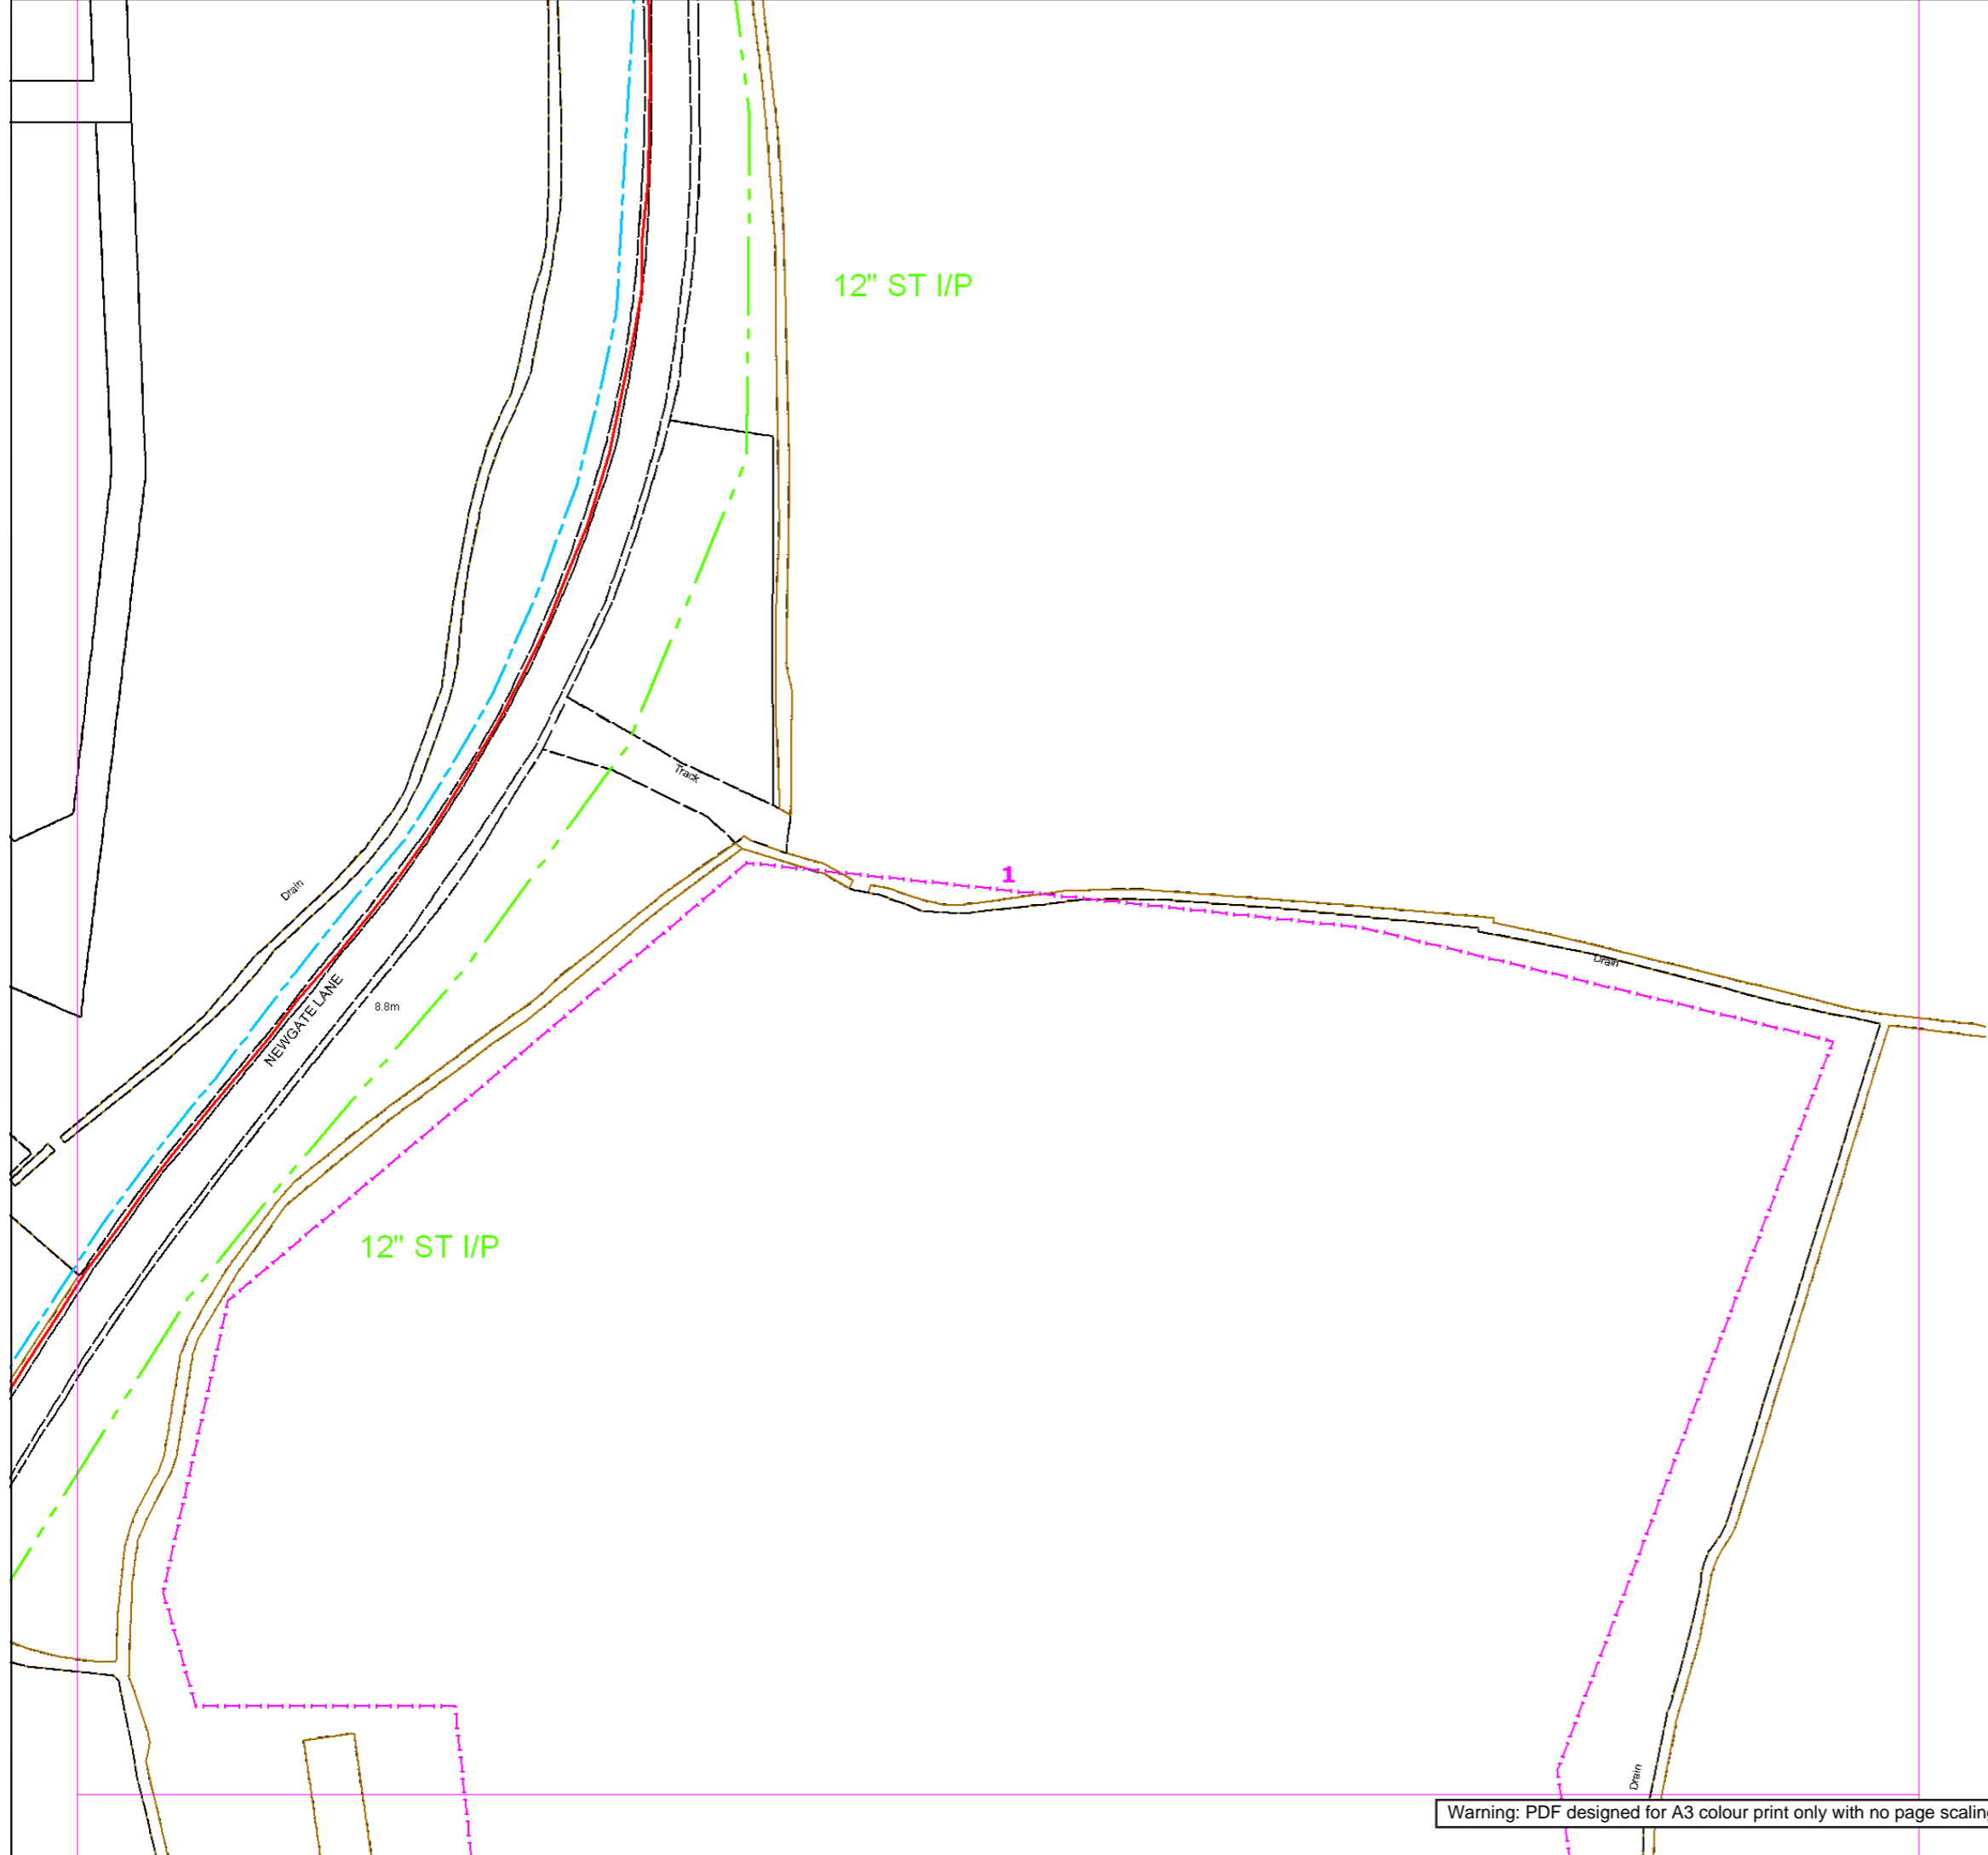 12" ST I/P
Track
1
Drain
Drain
NEWGATE LANE
8.8m
12" ST I/P
Drain
Warning: PDF designed for A3 colour print only with no page scaling